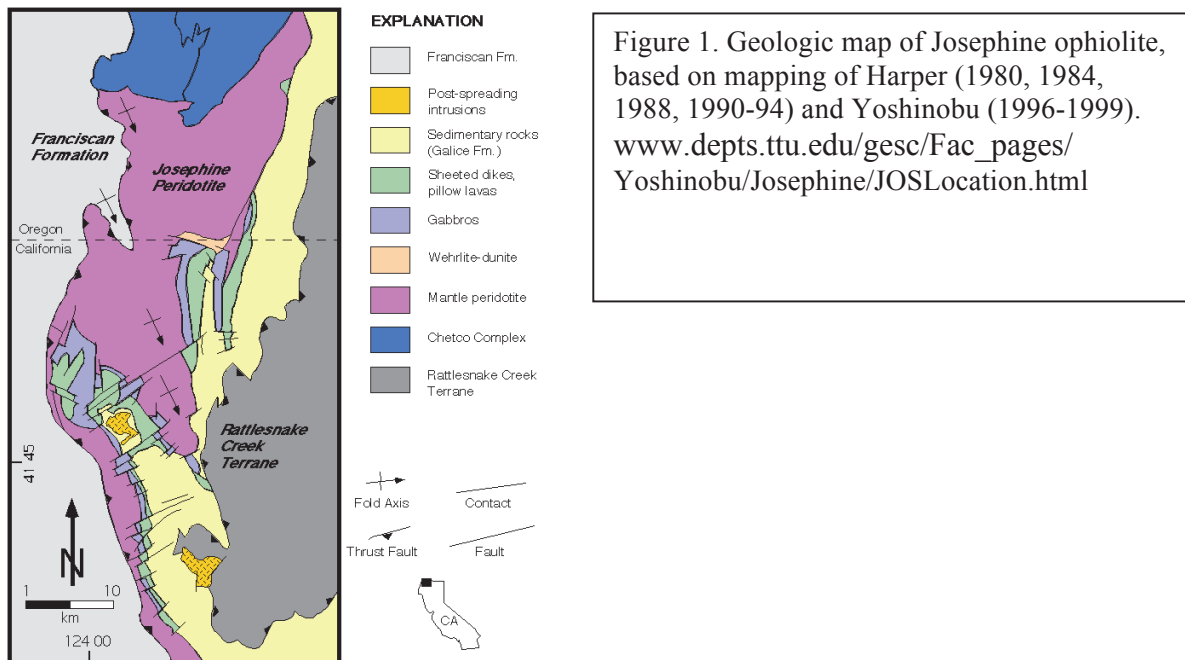 EXPLANATION
Franciscan Fm.
Post-spreading
intrusions
Sedimentary rocks
(Galice Fm.)
Sheeted dikes,
pillow lavas
Gabbros
Wehrlite-dunite
Mantle peridotite
Chetco Complex
Rattlesnake Creek
Terrane
Fold Axis
Contact
Thrust Fault
Fault
CA
Franciscan
Formation
Josephine
Peridotite
Oregon
California
Rattlesnake
Creek
Terrane
41 45
N
1 10
km
124 00
Figure 1. Geologic map of Josephine ophiolite,
based on mapping of Harper (1980, 1984,
1988, 1990-94) and Yoshinobu (1996-1999).
www.depts.ttu.edu/gesc/Fac_pages/
Yoshinobu/Josephine/JOSLocation.html